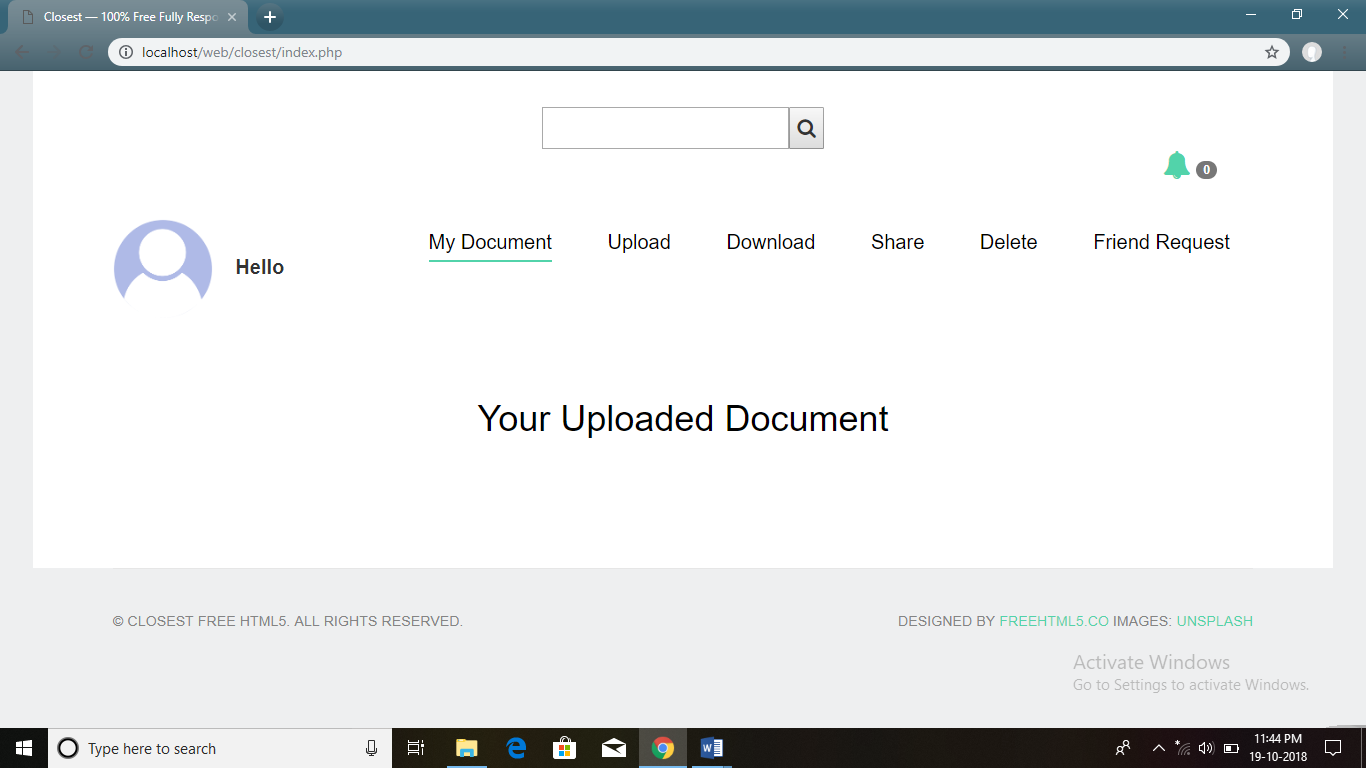 Closest — 100% Free Fully Respo
localhost/web/closest/index.php
0
Hello
My Document Upload Download Share Delete Friend Request
Your Uploaded Document
© CLOSEST FREE HTML5. ALL RIGHTS RESERVED.
DESIGNED BY FREEHTML5.CO IMAGES: UNSPLASH
Activate Windows
Go to Settings to activate Windows.
Type here to search
11:44 PM
19-10-2018